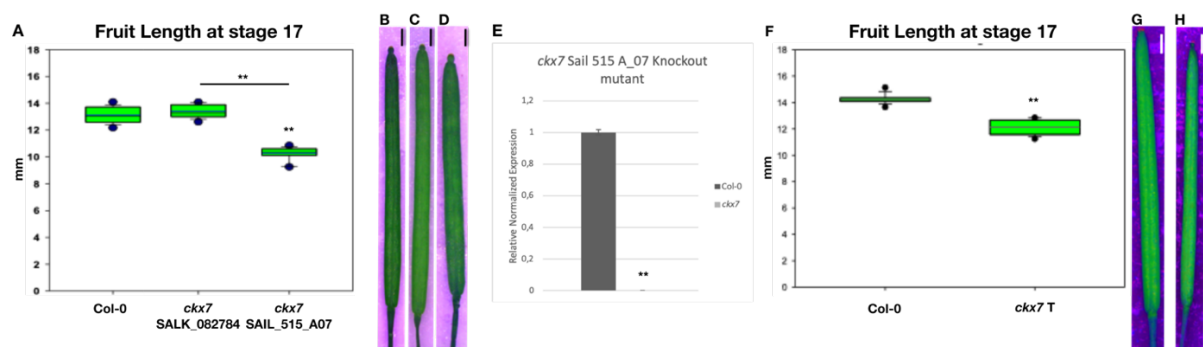 A
Fruit Length at stage 17
mm
18
16
14
12
10
8
6
4
2
0
**
**
Col-0
ckx7
SALK_082784
ckx7
SAIL_515_A07
B C D
E
ckx7 Sail 515 A_07 Knockout
mutant
Relative Normalized Expression
1,2
1
0,8
0,6
0,4
0,2
0
**
Col-0
ckx7
F
Fruit Length at stage 17
mm
18
16
14
12
10
8
6
4
2
0
**
Col-0
ckx7 T
G H